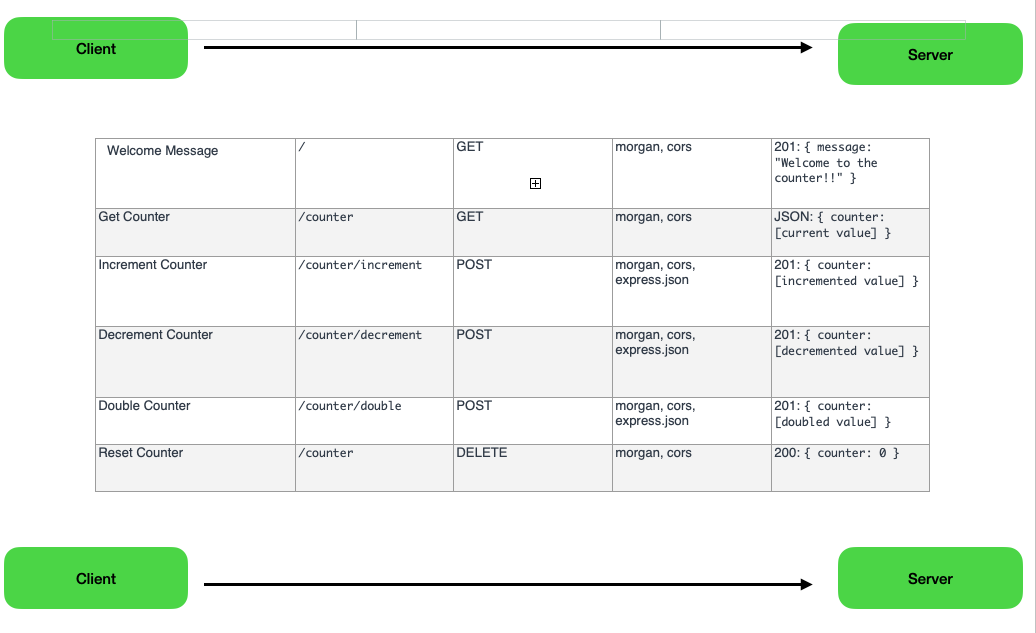 Client
Server
Welcome Message
/
GET
morgan, cors
201: { message:
"Welcome to the
counter!!" }
Get Counter
/counter
GET
morgan, cors
JSON: { counter:
[current value] }
Increment Counter
/counter/increment
POST
morgan, cors,
express.json
201: { counter:
[incremented value] }
Decrement Counter
/counter/decrement
POST
morgan, cors,
express.json
201: { counter:
[decremented value] }
Double Counter
/counter/double
POST
morgan, cors,
express.json
201: { counter:
[doubled value] }
Reset Counter
/counter
DELETE
morgan, cors
200: { counter: 0 }
Client
Server